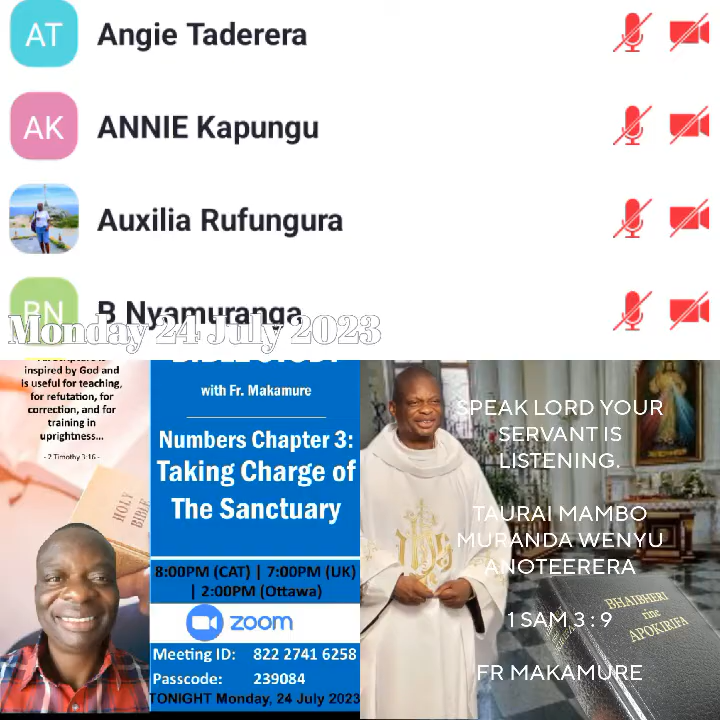 AT Angie Taderera
AK ANNIE Kapungu
Auxilia Rufungura
BN B Nyamuranga
Monday 24 July 2023
inspired by God and
is useful for teaching,
for refutation, for
correction, and for
training in
uprightness...
- 2 Timothy 3:16 -
HOLY
BIBLE
BIBLE STUDY
with Fr. Makamure
Numbers Chapter 3:
Taking Charge of
The Sanctuary
8:00PM (CAT) | 7:00PM (UK)
| 2:00PM (Ottawa)
zoom
Meeting ID: 822 2741 6258
Passcode: 239084
TONIGHT Monday, 24 July 2023
SPEAK LORD YOUR
SERVANT IS
LISTENING.
TAURAI MAMBO
MURANDA WENYU
ANOTEERERA
1 SAM 3 : 9
FR MAKAMURE
BHAIBHERI
rine
APOKIRIFA